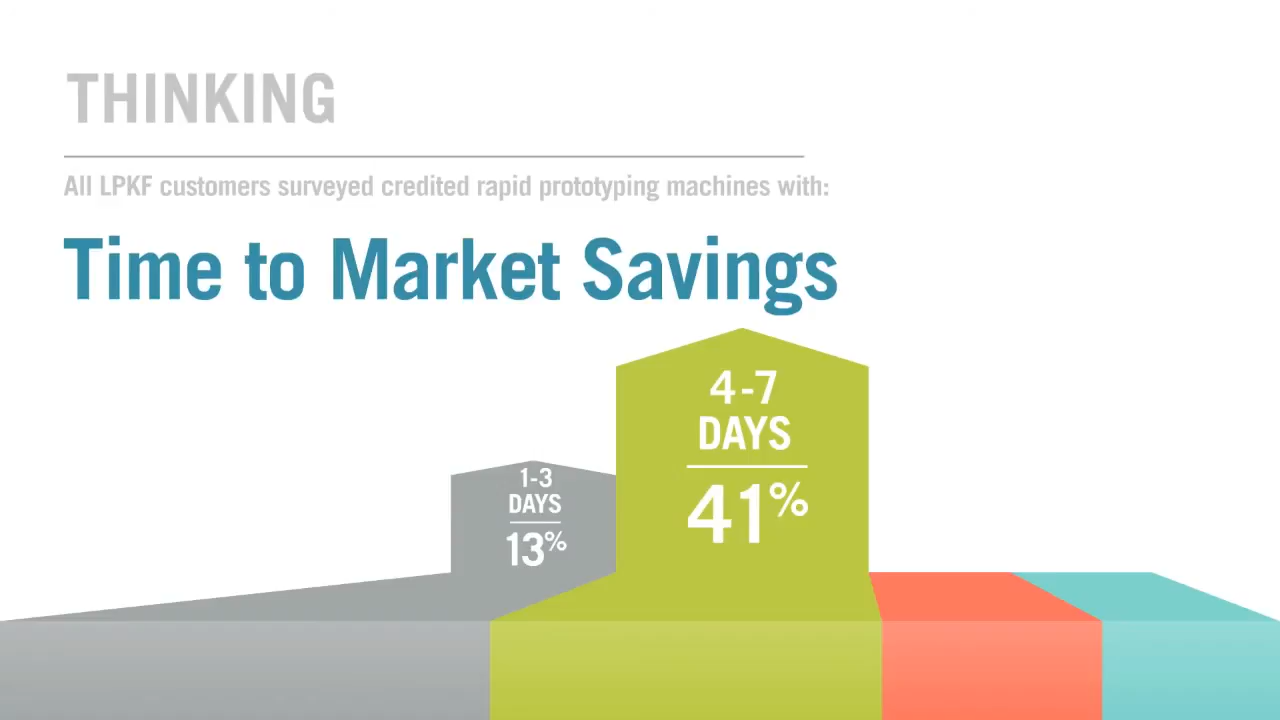 THINKING
All LPKF customers surveyed credited rapid prototyping machines with:
Time to Market Savings
1-3
DAYS
13%
4-7
DAYS
41%